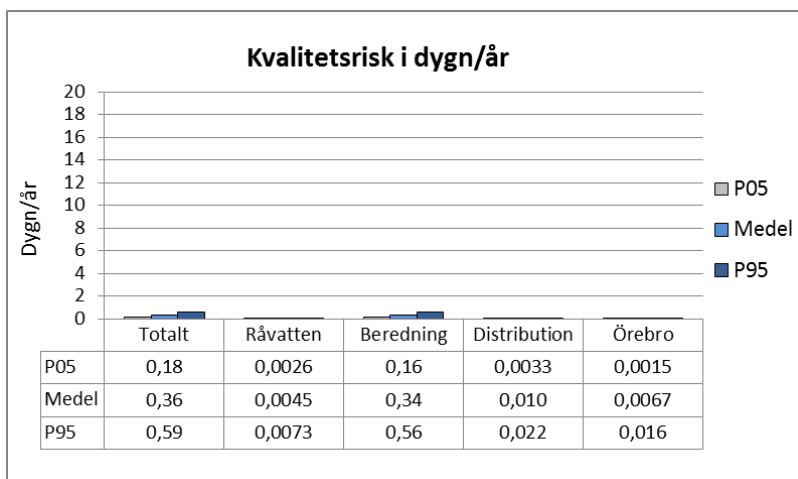 Kvalitetsrisk i dygn/år
Dygn/år
20
18
16
14
12
10
8
6
4
2
0
P05
Medel
P95
Totalt Råvatten Beredning Distribution Örebro
P05 0,18 0,0026 0,16 0,0033 0,0015
Medel 0,36 0,0045 0,34 0,010 0,0067
P95 0,59 0,0073 0,56 0,022 0,016